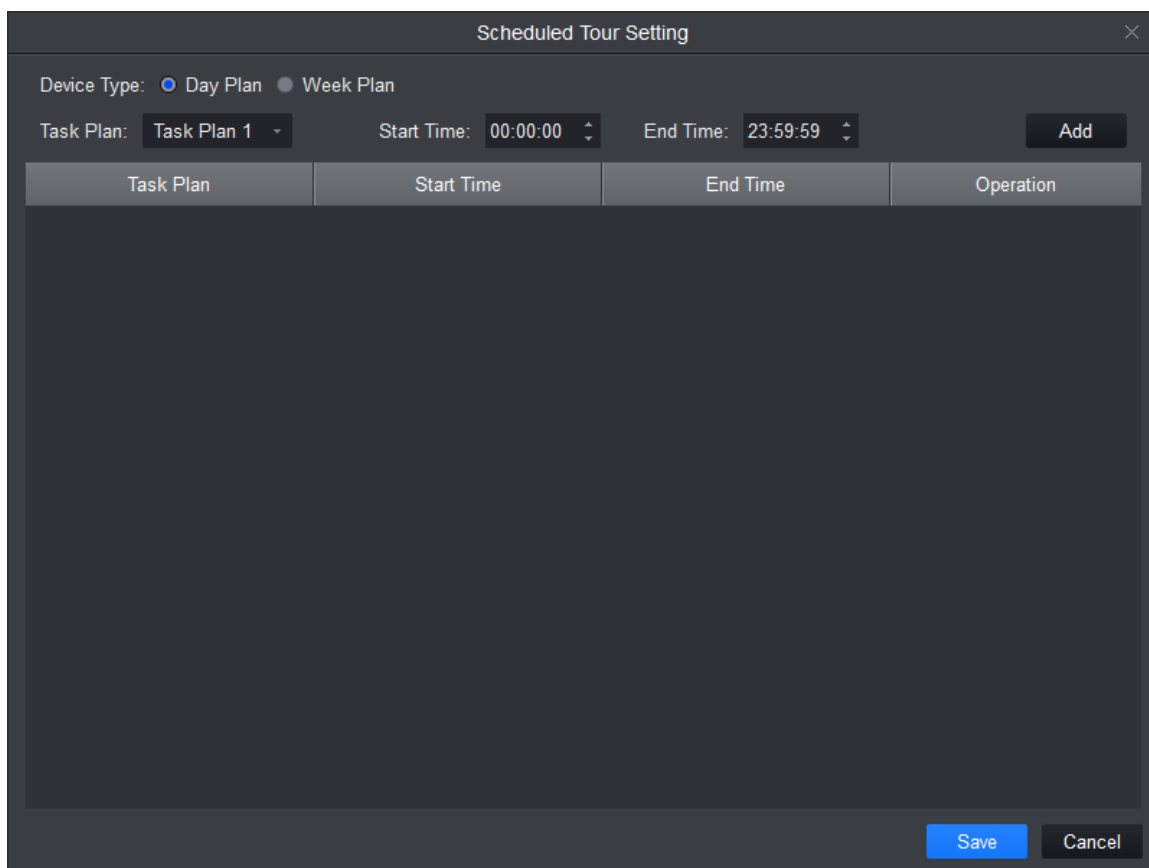 Scheduled Tour Setting
Device Type: Day Plan Week Plan
Task Plan: Task Plan 1 Start Time: 00:00:00 End Time: 23:59:59 Add
Task Plan Start Time End Time Operation
Save Cancel